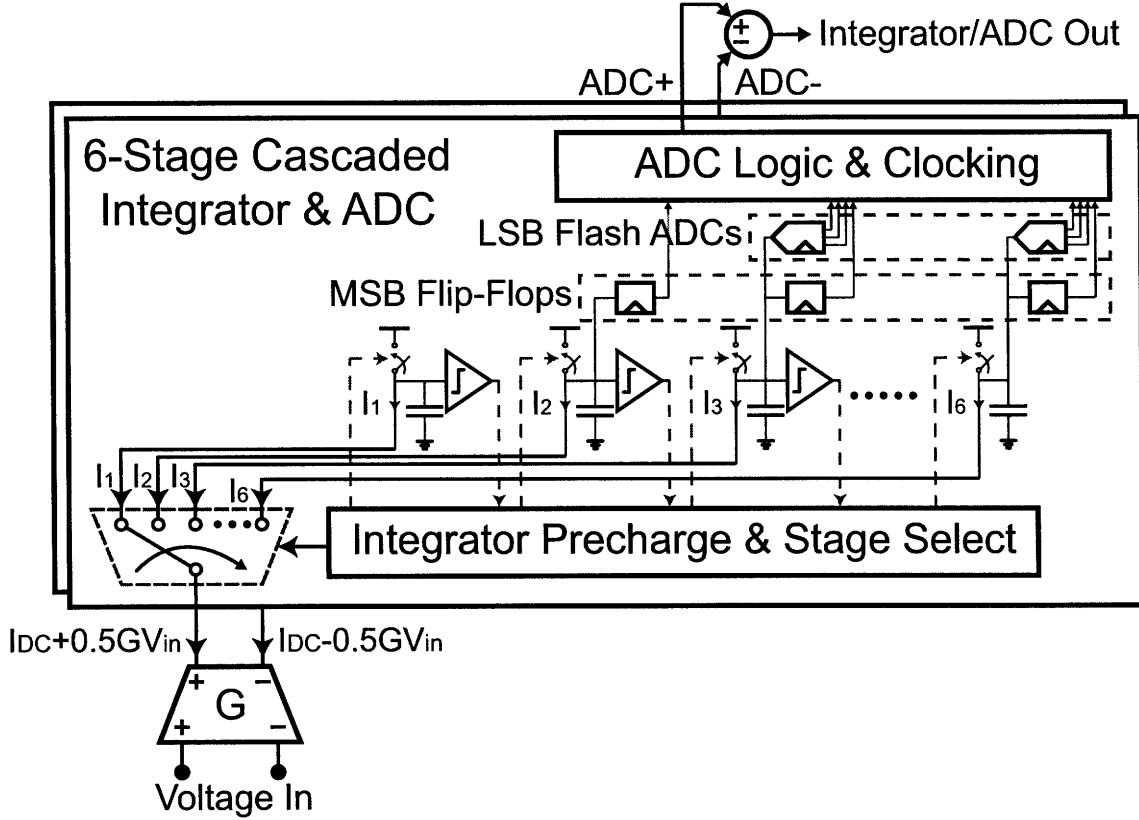 Integrator/ADC Out
ADC+
ADC-
6-Stage Cascaded
Integrator & ADC
ADC Logic & Clocking
LSB Flash ADCs
MSB Flip-Flops
I1
I2
I3
I6
I1 I2 I3 I6
Integrator Precharge & Stage Select
IDC+0.5GVin
IDC-0.5GVin
+ −
G
+ −
Voltage In